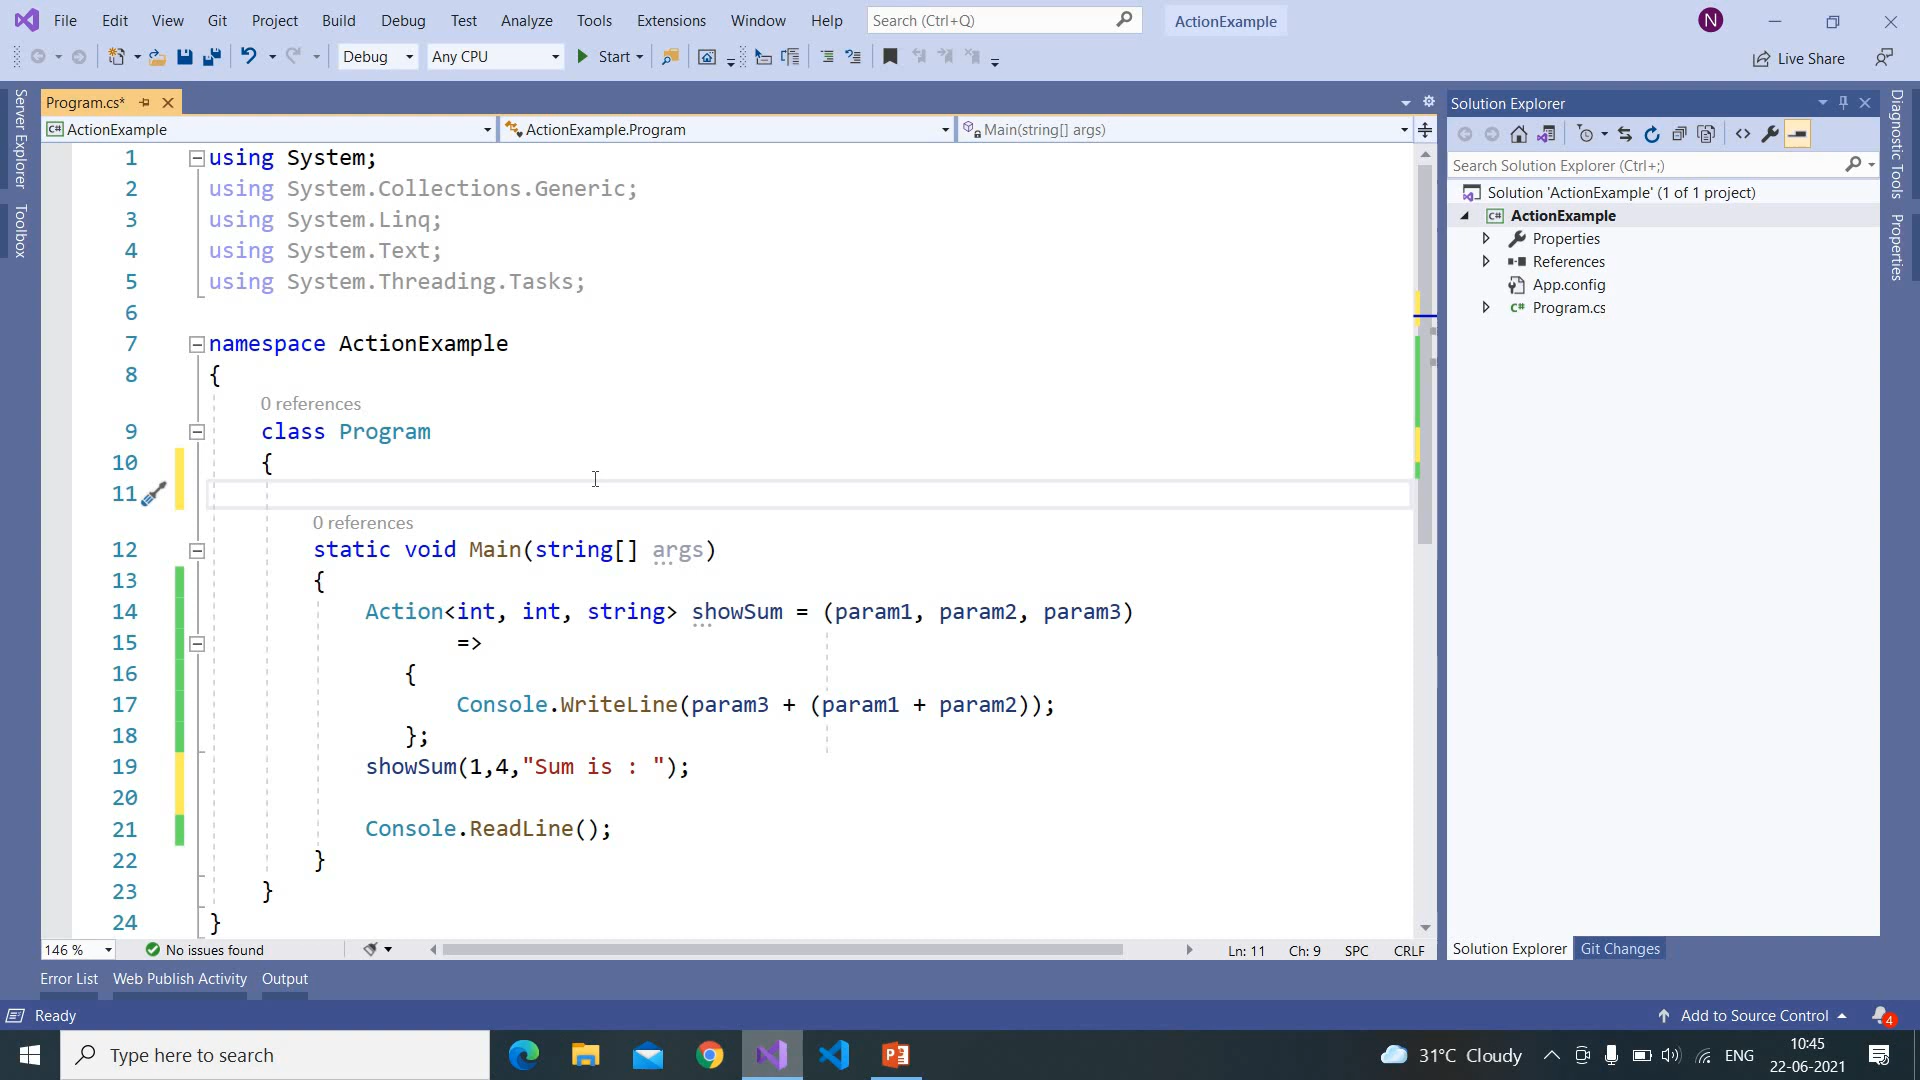 File Edit View Git Project Build Debug Test Analyze Tools Extensions Window Help Search (Ctrl+Q) ActionExample N
Debug Any CPU Start Live Share
Server Explorer
Toolbox
Program.cs*
ActionExample ActionExample.Program Main(string[] args)
1 using System;
2 using System.Collections.Generic;
3 using System.Linq;
4 using System.Text;
5 using System.Threading.Tasks;
6
7 namespace ActionExample
8 {
0 references
9 class Program
10 {
11
0 references
12 static void Main(string[] args)
13 {
14 Action<int, int, string> showSum = (param1, param2, param3)
15 =>
16 {
17 Console.WriteLine(param3 + (param1 + param2));
18 };
19 showSum(1,4,"Sum is : ");
20
21 Console.ReadLine();
22 }
23 }
24 }
146 % No issues found Ln: 11 Ch: 9 SPC CRLF
Solution Explorer
Search Solution Explorer (Ctrl+;)
Solution 'ActionExample' (1 of 1 project)
C# ActionExample
Properties
References
App.config
C# Program.cs
Solution Explorer Git Changes
Diagnostic Tools
Properties
Error List Web Publish Activity Output
Ready Add to Source Control 4
Type here to search 31°C Cloudy ENG 10:45
22-06-2021